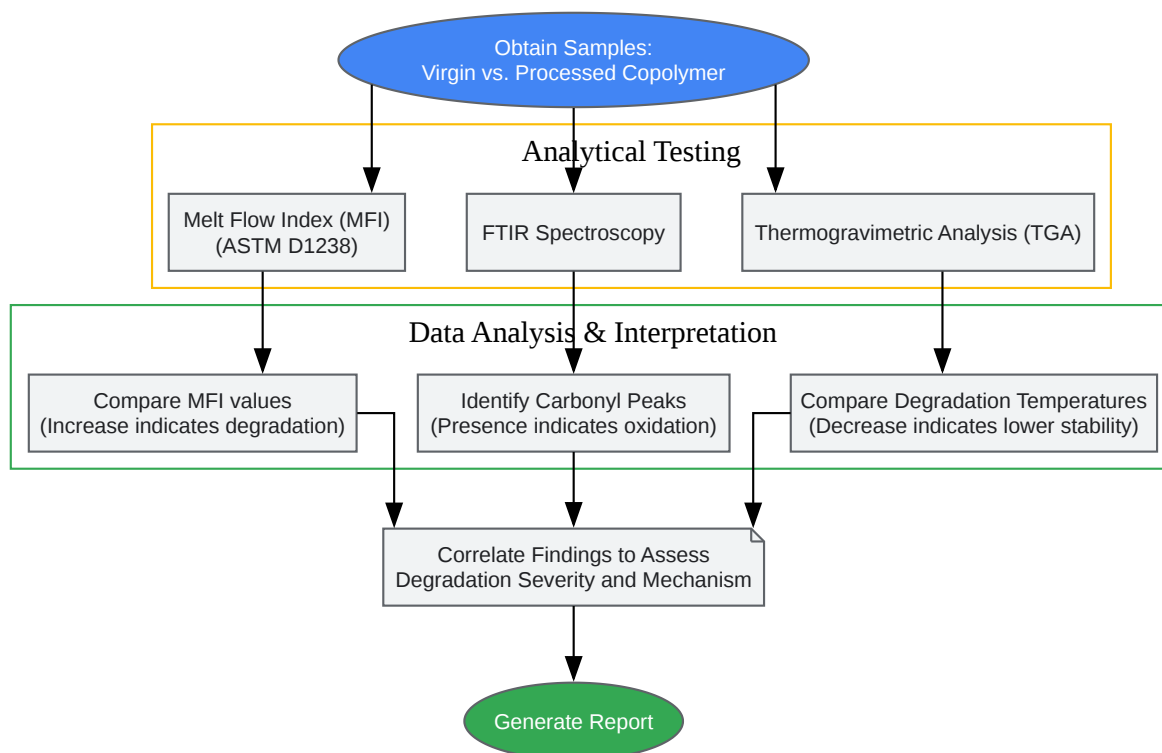 Obtain Samples:
Virgin vs. Processed Copolymer
Analytical Testing
Melt Flow Index (MFI)
(ASTM D1238)
FTIR Spectroscopy
Thermogravimetric Analysis (TGA)
Data Analysis & Interpretation
Compare MFI values
(Increase indicates degradation)
Identify Carbonyl Peaks
(Presence indicates oxidation)
Compare Degradation Temperatures
(Decrease indicates lower stability)
Correlate Findings to Assess
Degradation Severity and Mechanism
Generate Report